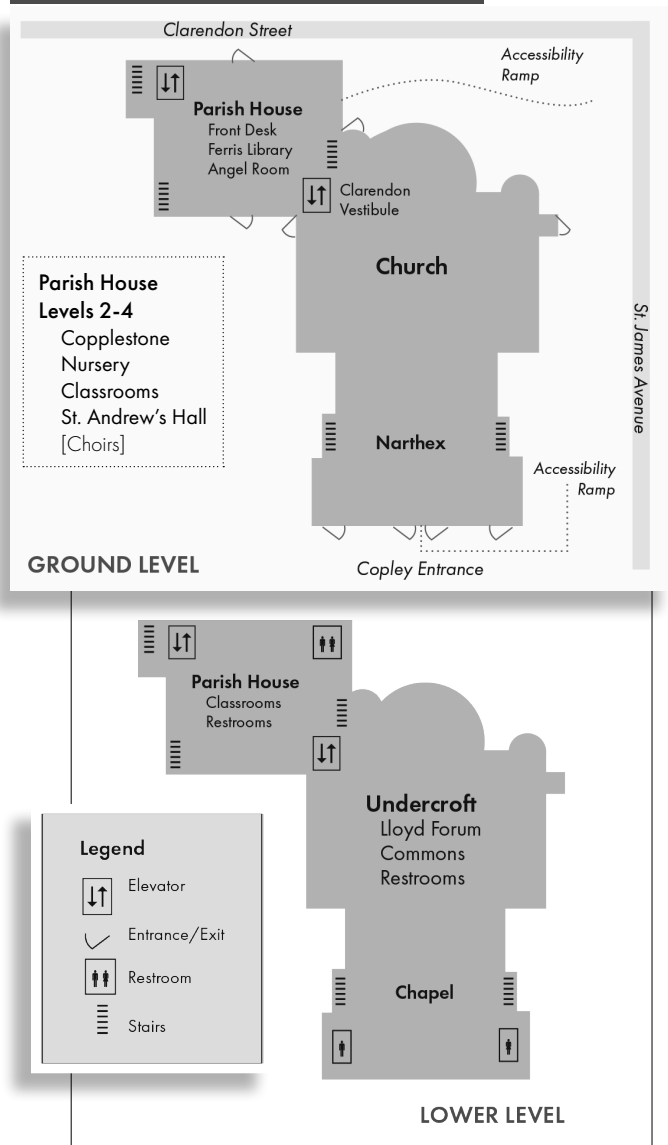 Clarendon Street
Accessibility
Ramp
Parish House
Front Desk
Ferris Library
Angel Room
Clarendon
Vestibule
Church
Parish House
Levels 2-4
Copplestone
Nursery
Classrooms
St. Andrew's Hall
[Choirs]
St. James Avenue
Narthex
Accessibility
Ramp
Copley Entrance
GROUND LEVEL
Parish House
Classrooms
Restrooms
Undercroft
Lloyd Forum
Commons
Restrooms
Legend
Elevator
Entrance/Exit
Restroom
Stairs
Chapel
LOWER LEVEL